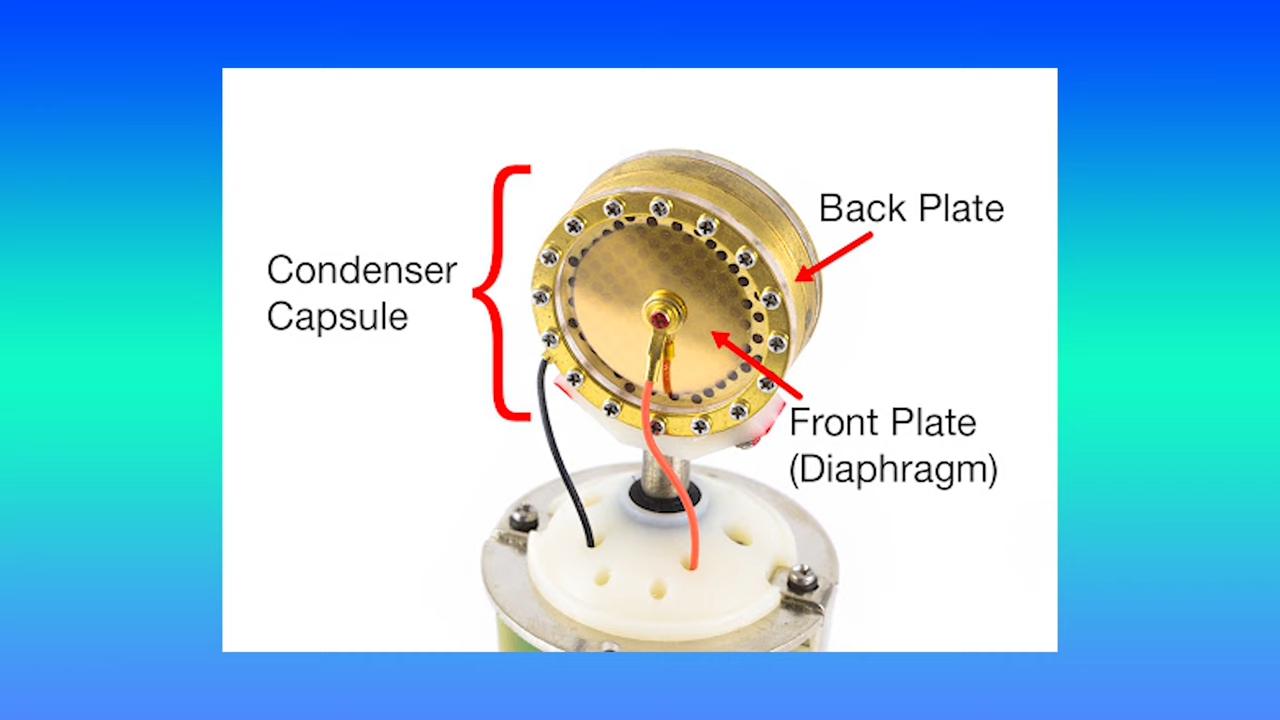 Back Plate
Condenser
Capsule
Front Plate
(Diaphragm)